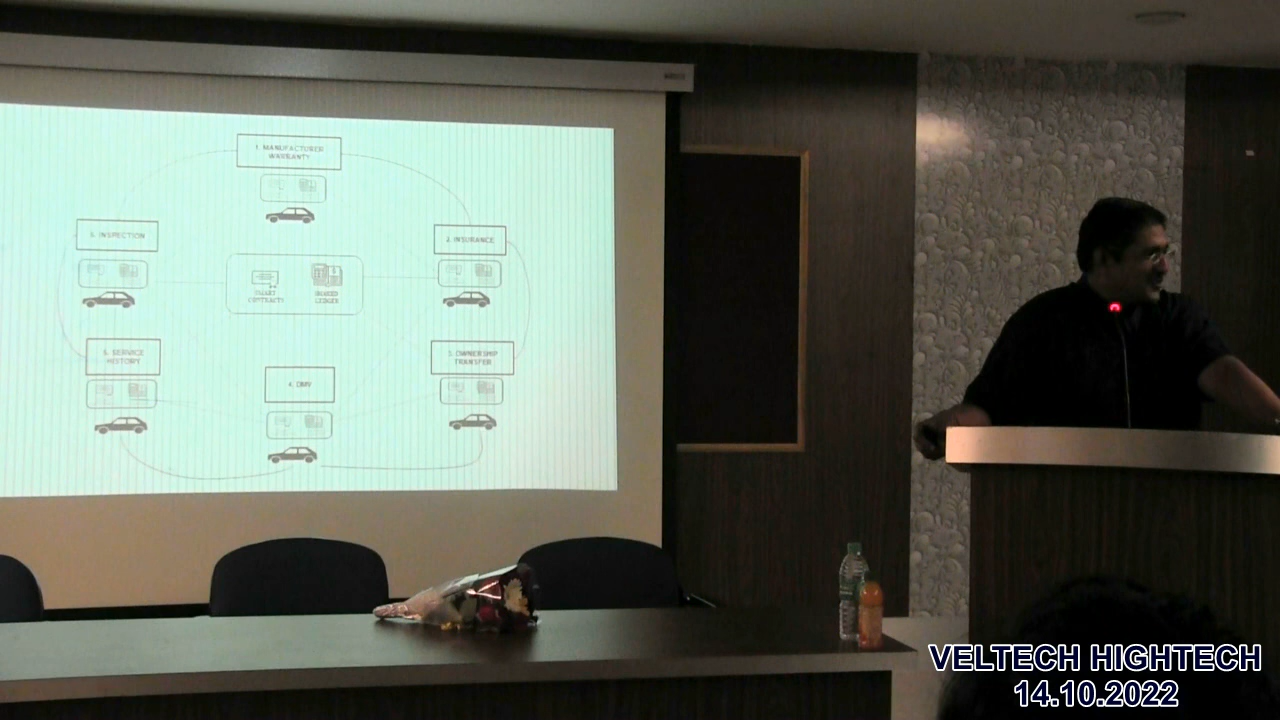 1. MANUFACTURER
WARRANTY
6. INSPECTION
2. INSURANCE
SMART
CONTRACTS
LEDGER
5. SERVICE
HISTORY
3. OWNERSHIP
TRANSFER
4. DMV
VELTECH HIGHTECH
14.10.2022